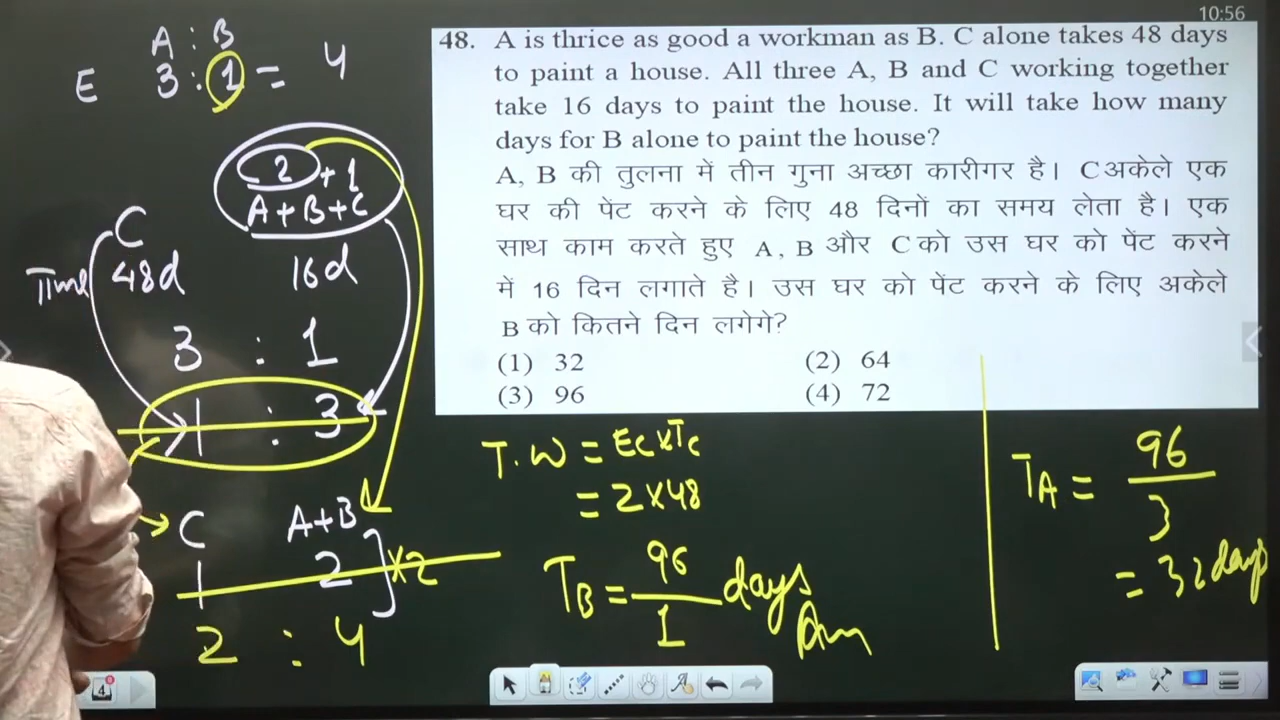 10:56
A : B
E 3 : 1 = 4
2 + 1
A+B+C
C
Time 48d 16d
3 : 1
1 : 3
C A+B
1 2 ] ×2
2 : 4
48. A is thrice as good a workman as B. C alone takes 48 days
to paint a house. All three A, B and C working together
take 16 days to paint the house. It will take how many
days for B alone to paint the house?
A, B की तुलना में तीन गुना अच्छा कारीगर है। C अकेले एक
घर की पेंट करने के लिए 48 दिनों का समय लेता है। एक
साथ काम करते हुए A, B और C को उस घर को पेंट करने
में 16 दिन लगाते है। उस घर को पेंट करने के लिए अकेले
B को कितने दिन लगेगे?
(1) 32 (2) 64
(3) 96 (4) 72
T.W = Ec×Tc
= 2×48
TB = 96/1 days
Ans
TA = 96/3
= 32 days
4